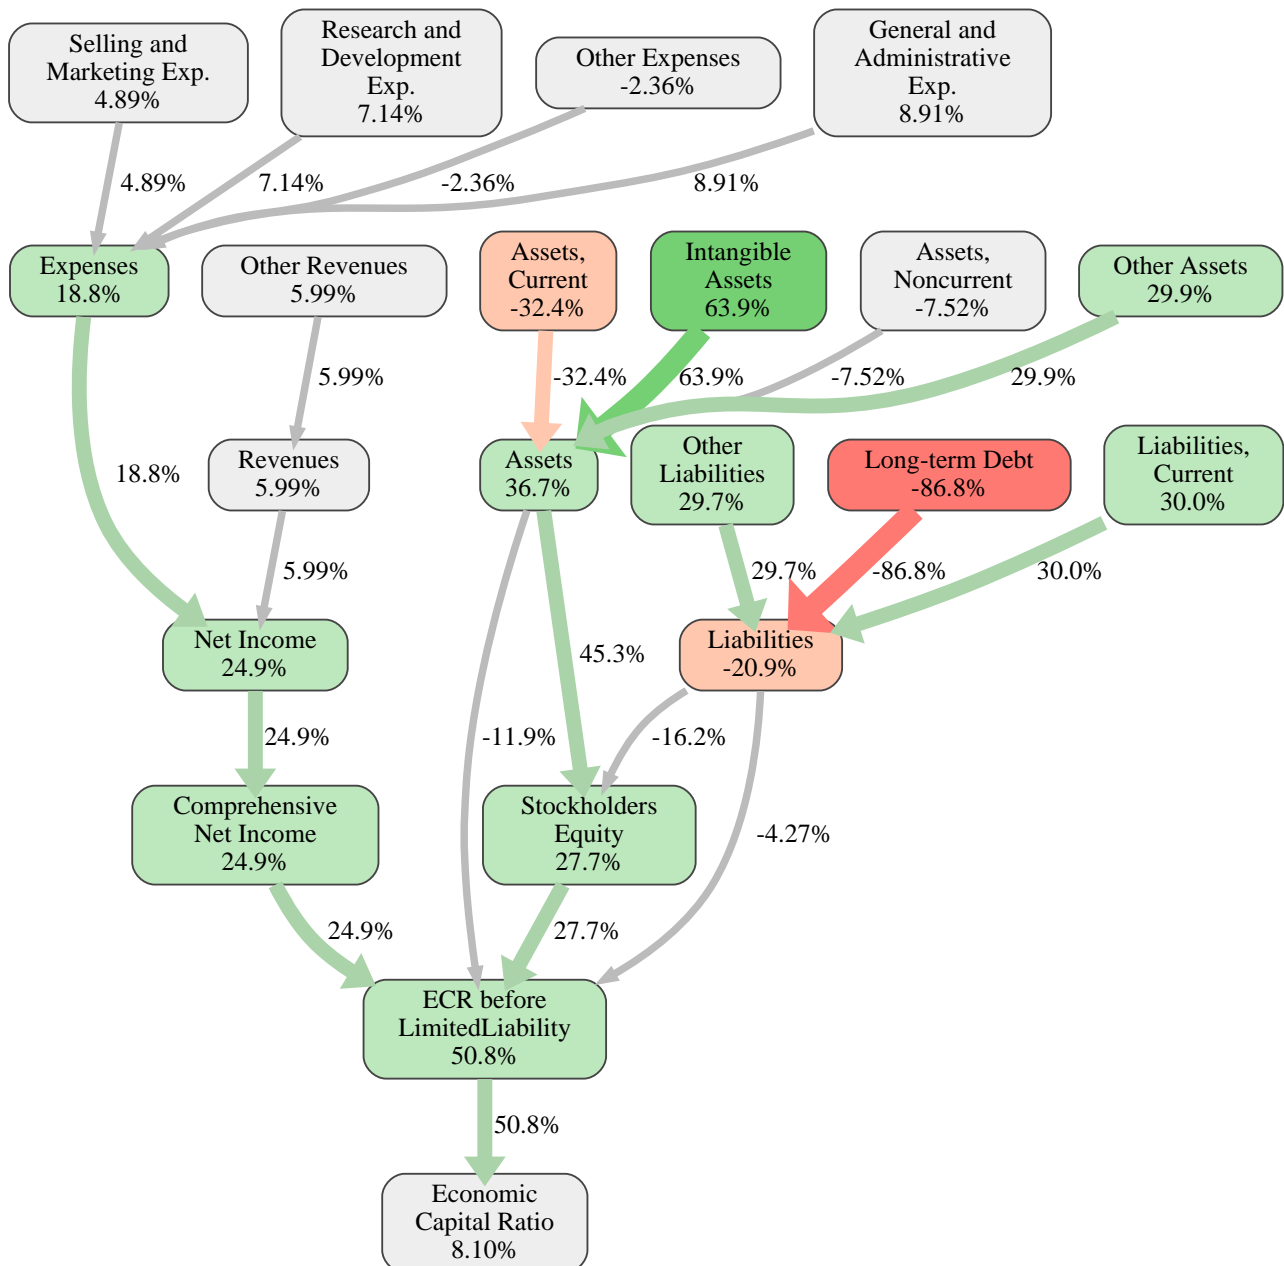 Selling and
Marketing Exp.
4.89%
Research and
Development
Exp.
7.14%
Other Expenses
-2.36%
General and
Administrative
Exp.
8.91%
4.89%
7.14%
-2.36%
8.91%
Expenses
18.8%
Other Revenues
5.99%
Assets,
Current
-32.4%
Intangible
Assets
63.9%
Assets,
Noncurrent
-7.52%
Other Assets
29.9%
5.99%
-32.4%
63.9%
-7.52%
29.9%
18.8%
Revenues
5.99%
Assets
36.7%
Other
Liabilities
29.7%
Long-term Debt
-86.8%
Liabilities,
Current
30.0%
5.99%
29.7%
-86.8%
30.0%
Net Income
24.9%
45.3%
Liabilities
-20.9%
24.9%
-11.9%
-16.2%
-4.27%
Comprehensive
Net Income
24.9%
Stockholders
Equity
27.7%
24.9%
27.7%
ECR before
LimitedLiability
50.8%
50.8%
Economic
Capital Ratio
8.10%